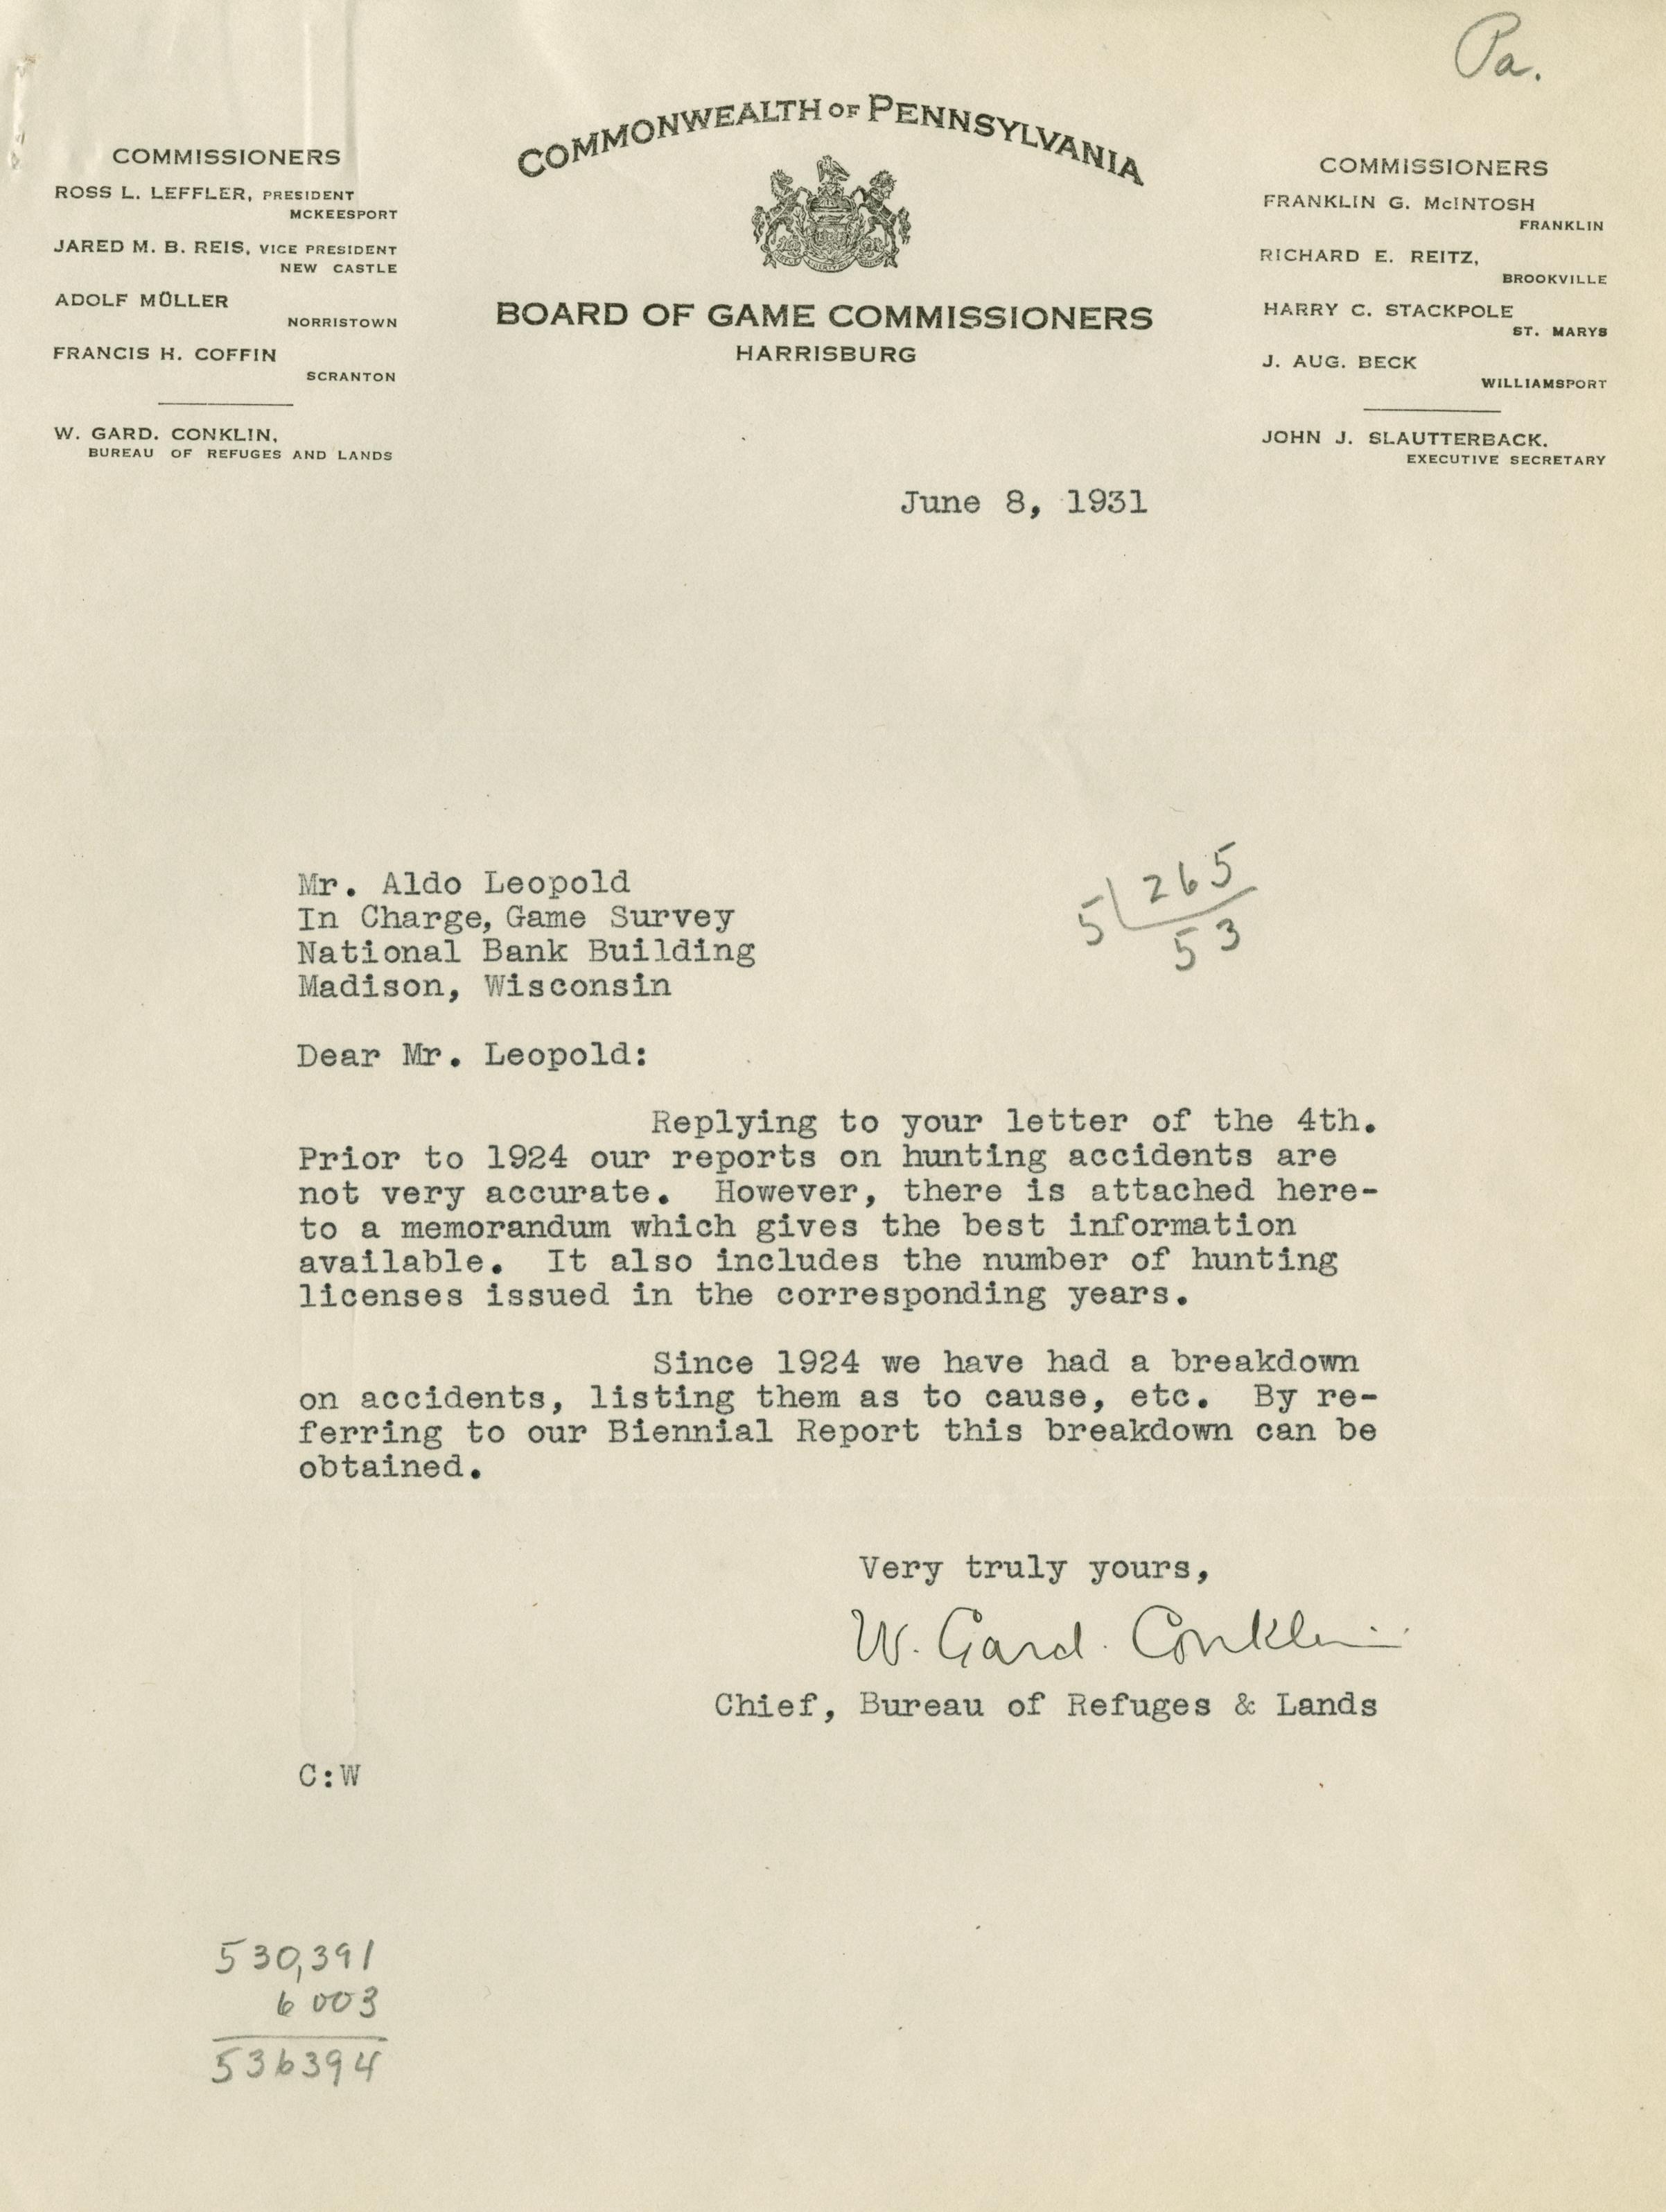 Pa.
COMMONWEALTH OF PENNSYLVANIA
COMMISSIONERS
ROSS L. LEFFLER, PRESIDENT
MCKEESPORT
JARED M. B. REIS, VICE PRESIDENT
NEW CASTLE
ADOLF MÜLLER
NORRISTOWN
FRANCIS H. COFFIN
SCRANTON
W. GARD. CONKLIN,
BUREAU OF REFUGES AND LANDS
BOARD OF GAME COMMISSIONERS
HARRISBURG
COMMISSIONERS
FRANKLIN G. McINTOSH
FRANKLIN
RICHARD E. REITZ,
BROOKVILLE
HARRY C. STACKPOLE
ST. MARYS
J. AUG. BECK
WILLIAMSPORT
JOHN J. SLAUTTERBACK.
EXECUTIVE SECRETARY
June 8, 1931
Mr. Aldo Leopold
In Charge, Game Survey
National Bank Building
Madison, Wisconsin
5 265
53
Dear Mr. Leopold:
Replying to your letter of the 4th.
Prior to 1924 our reports on hunting accidents are
not very accurate. However, there is attached here-
to a memorandum which gives the best information
available. It also includes the number of hunting
licenses issued in the corresponding years.
Since 1924 we have had a breakdown
on accidents, listing them as to cause, etc. By re-
ferring to our Biennial Report this breakdown can be
obtained.
Very truly yours,
W. Gard. Conklin
Chief, Bureau of Refuges & Lands
C:W
530,391
6003
536394